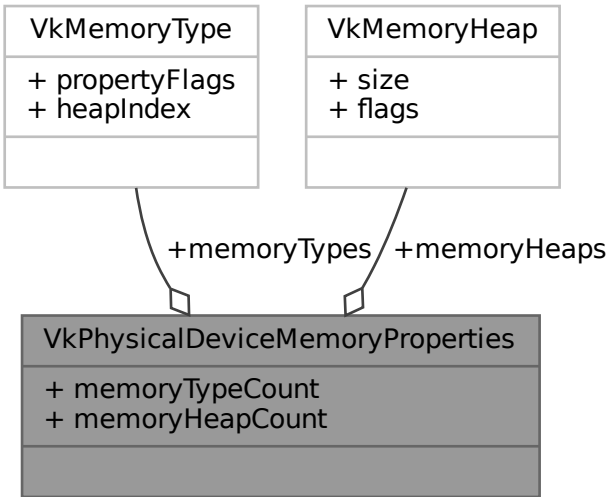 VkMemoryType
+ propertyFlags
+ heapIndex
VkMemoryHeap
+ size
+ flags
+memoryTypes
+memoryHeaps
VkPhysicalDeviceMemoryProperties
+ memoryTypeCount
+ memoryHeapCount